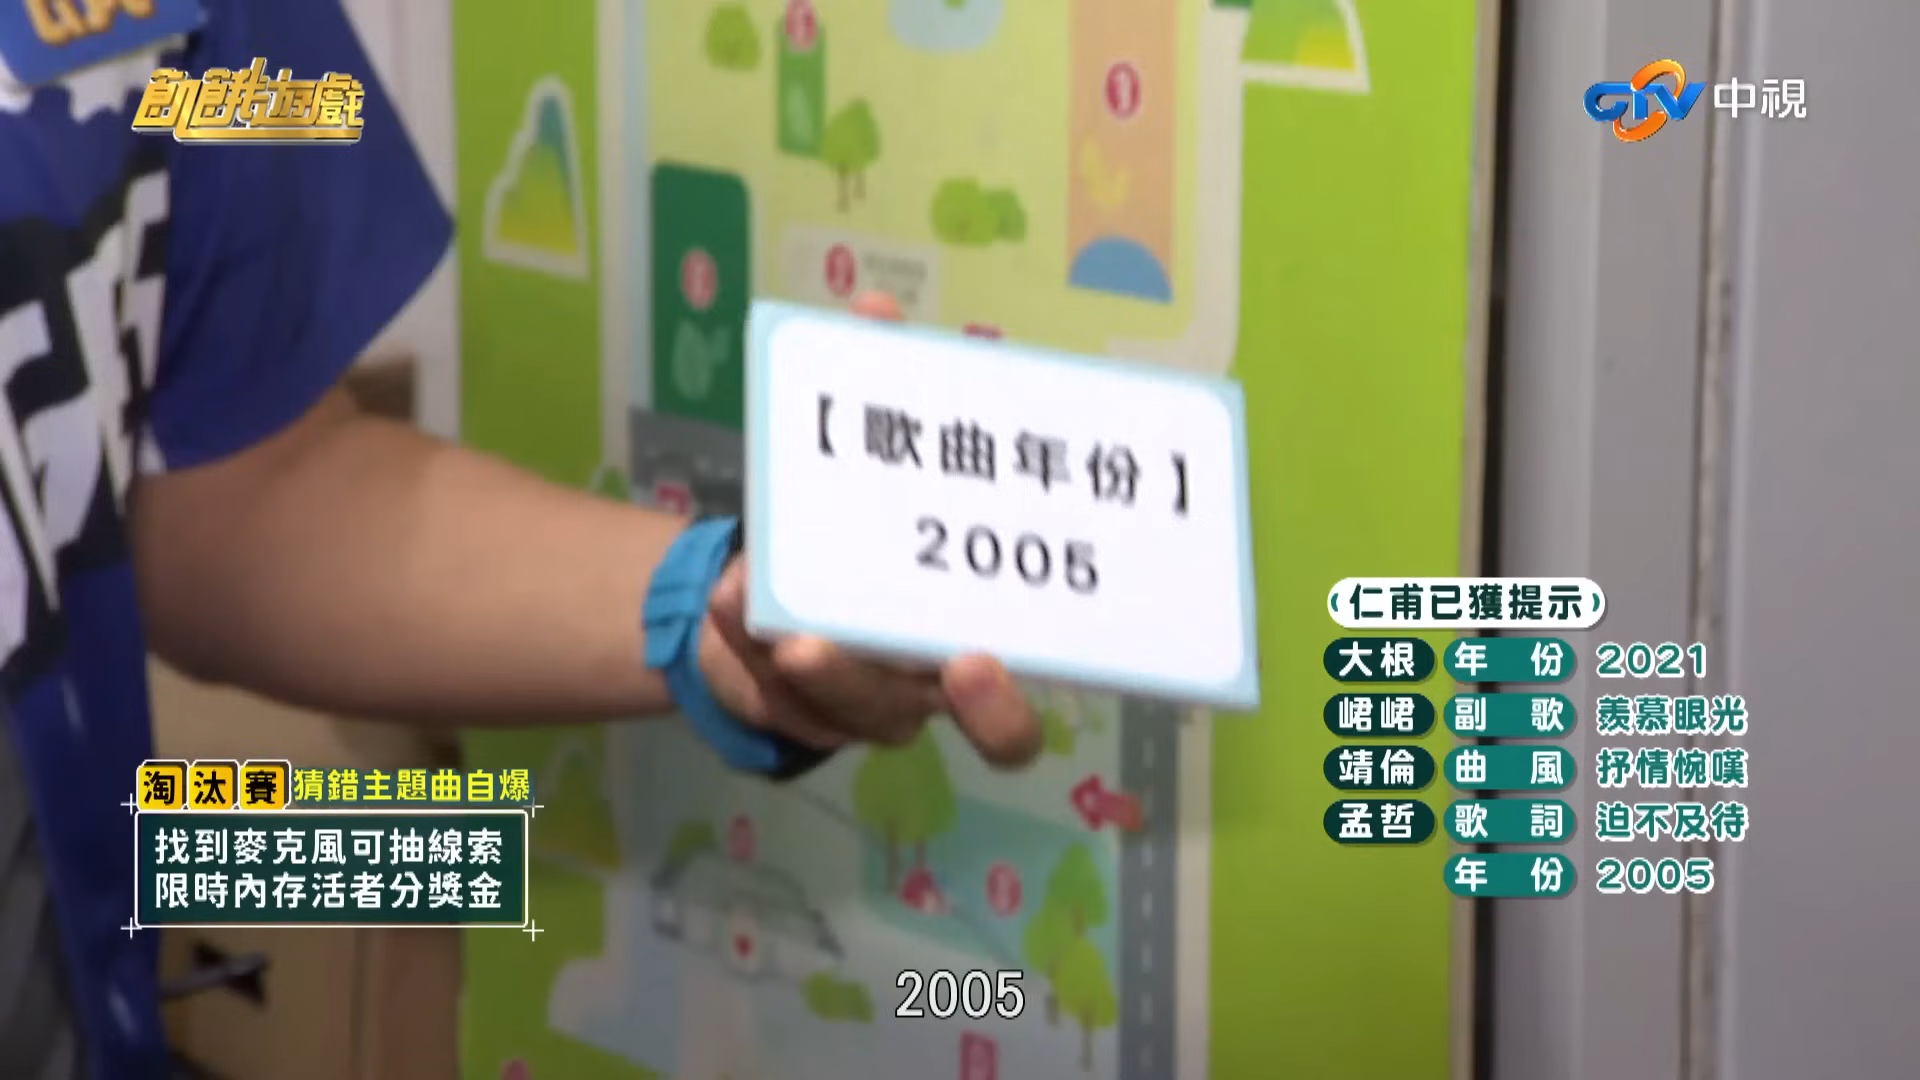 飢餓遊戲
CTV 中視
【歌曲年份】
2005
仁甫已獲提示
大根 年份 2021
峮峮 副歌 羨慕眼光
靖倫 曲風 抒情惋嘆
孟哲 歌詞 迫不及待
年份 2005
淘汰賽 猜錯主題曲自爆
找到麥克風可抽線索
限時內存活者分獎金
2005